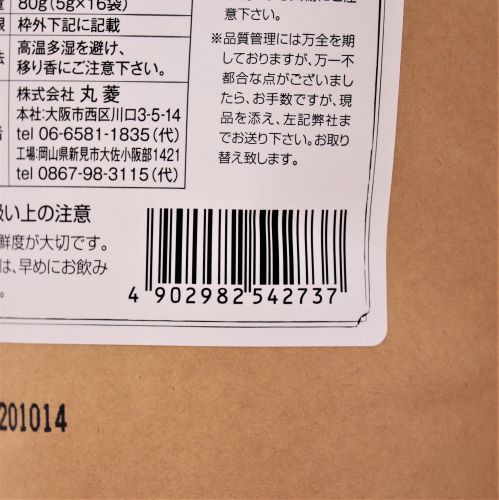 量 80g(5g×16袋)
限 枠外下記に記載
法 高温多湿を避け、
移り香にご注意下さい。
者 株式会社 丸菱
本社:大阪市西区川口3-5-14
tel 06-6581-1835(代)
工場:岡山県新見市大佐小阪部1421
tel 0867-98-3115(代)
意下さい。
※品質管理には万全を期
しておりますが、万一不
都合な点がございまし
たら、お手数ですが、現
品を添え、左記弊社ま
でお送り下さい。お取り
替え致します。
扱い上の注意
鮮度が大切です。
は、早めにお飲み
。
4 902982 542737
201014